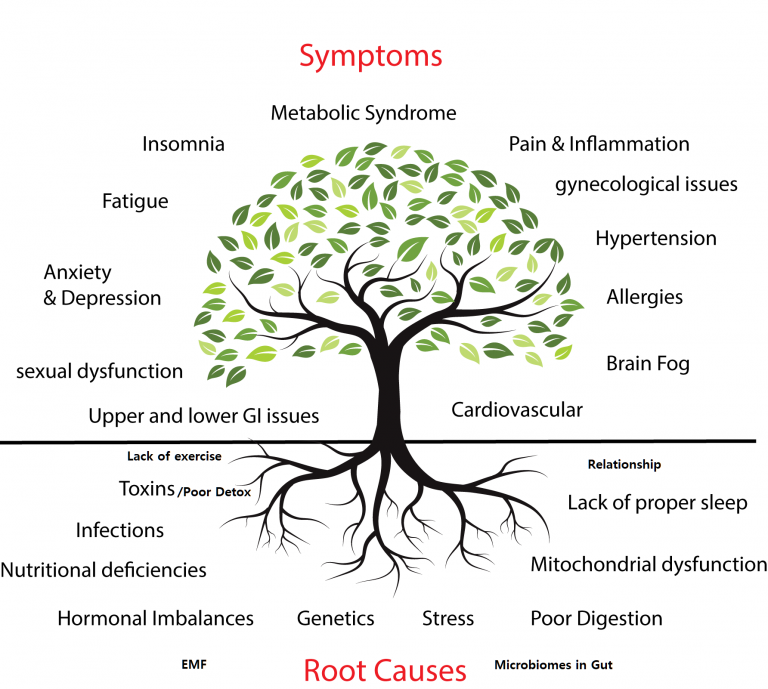 Symptoms
Metabolic Syndrome
Insomnia
Pain & Inflammation
gynecological issues
Fatigue
Hypertension
Anxiety
& Depression
Allergies
Brain Fog
sexual dysfunction
Upper and lower GI issues
Cardiovascular
Lack of exercise
Relationship
Toxins /Poor Detox
Lack of proper sleep
Infections
Nutritional deficiencies
Mitochondrial dysfunction
Hormonal Imbalances
Genetics
Stress
Poor Digestion
EMF
Root Causes
Microbiomes in Gut